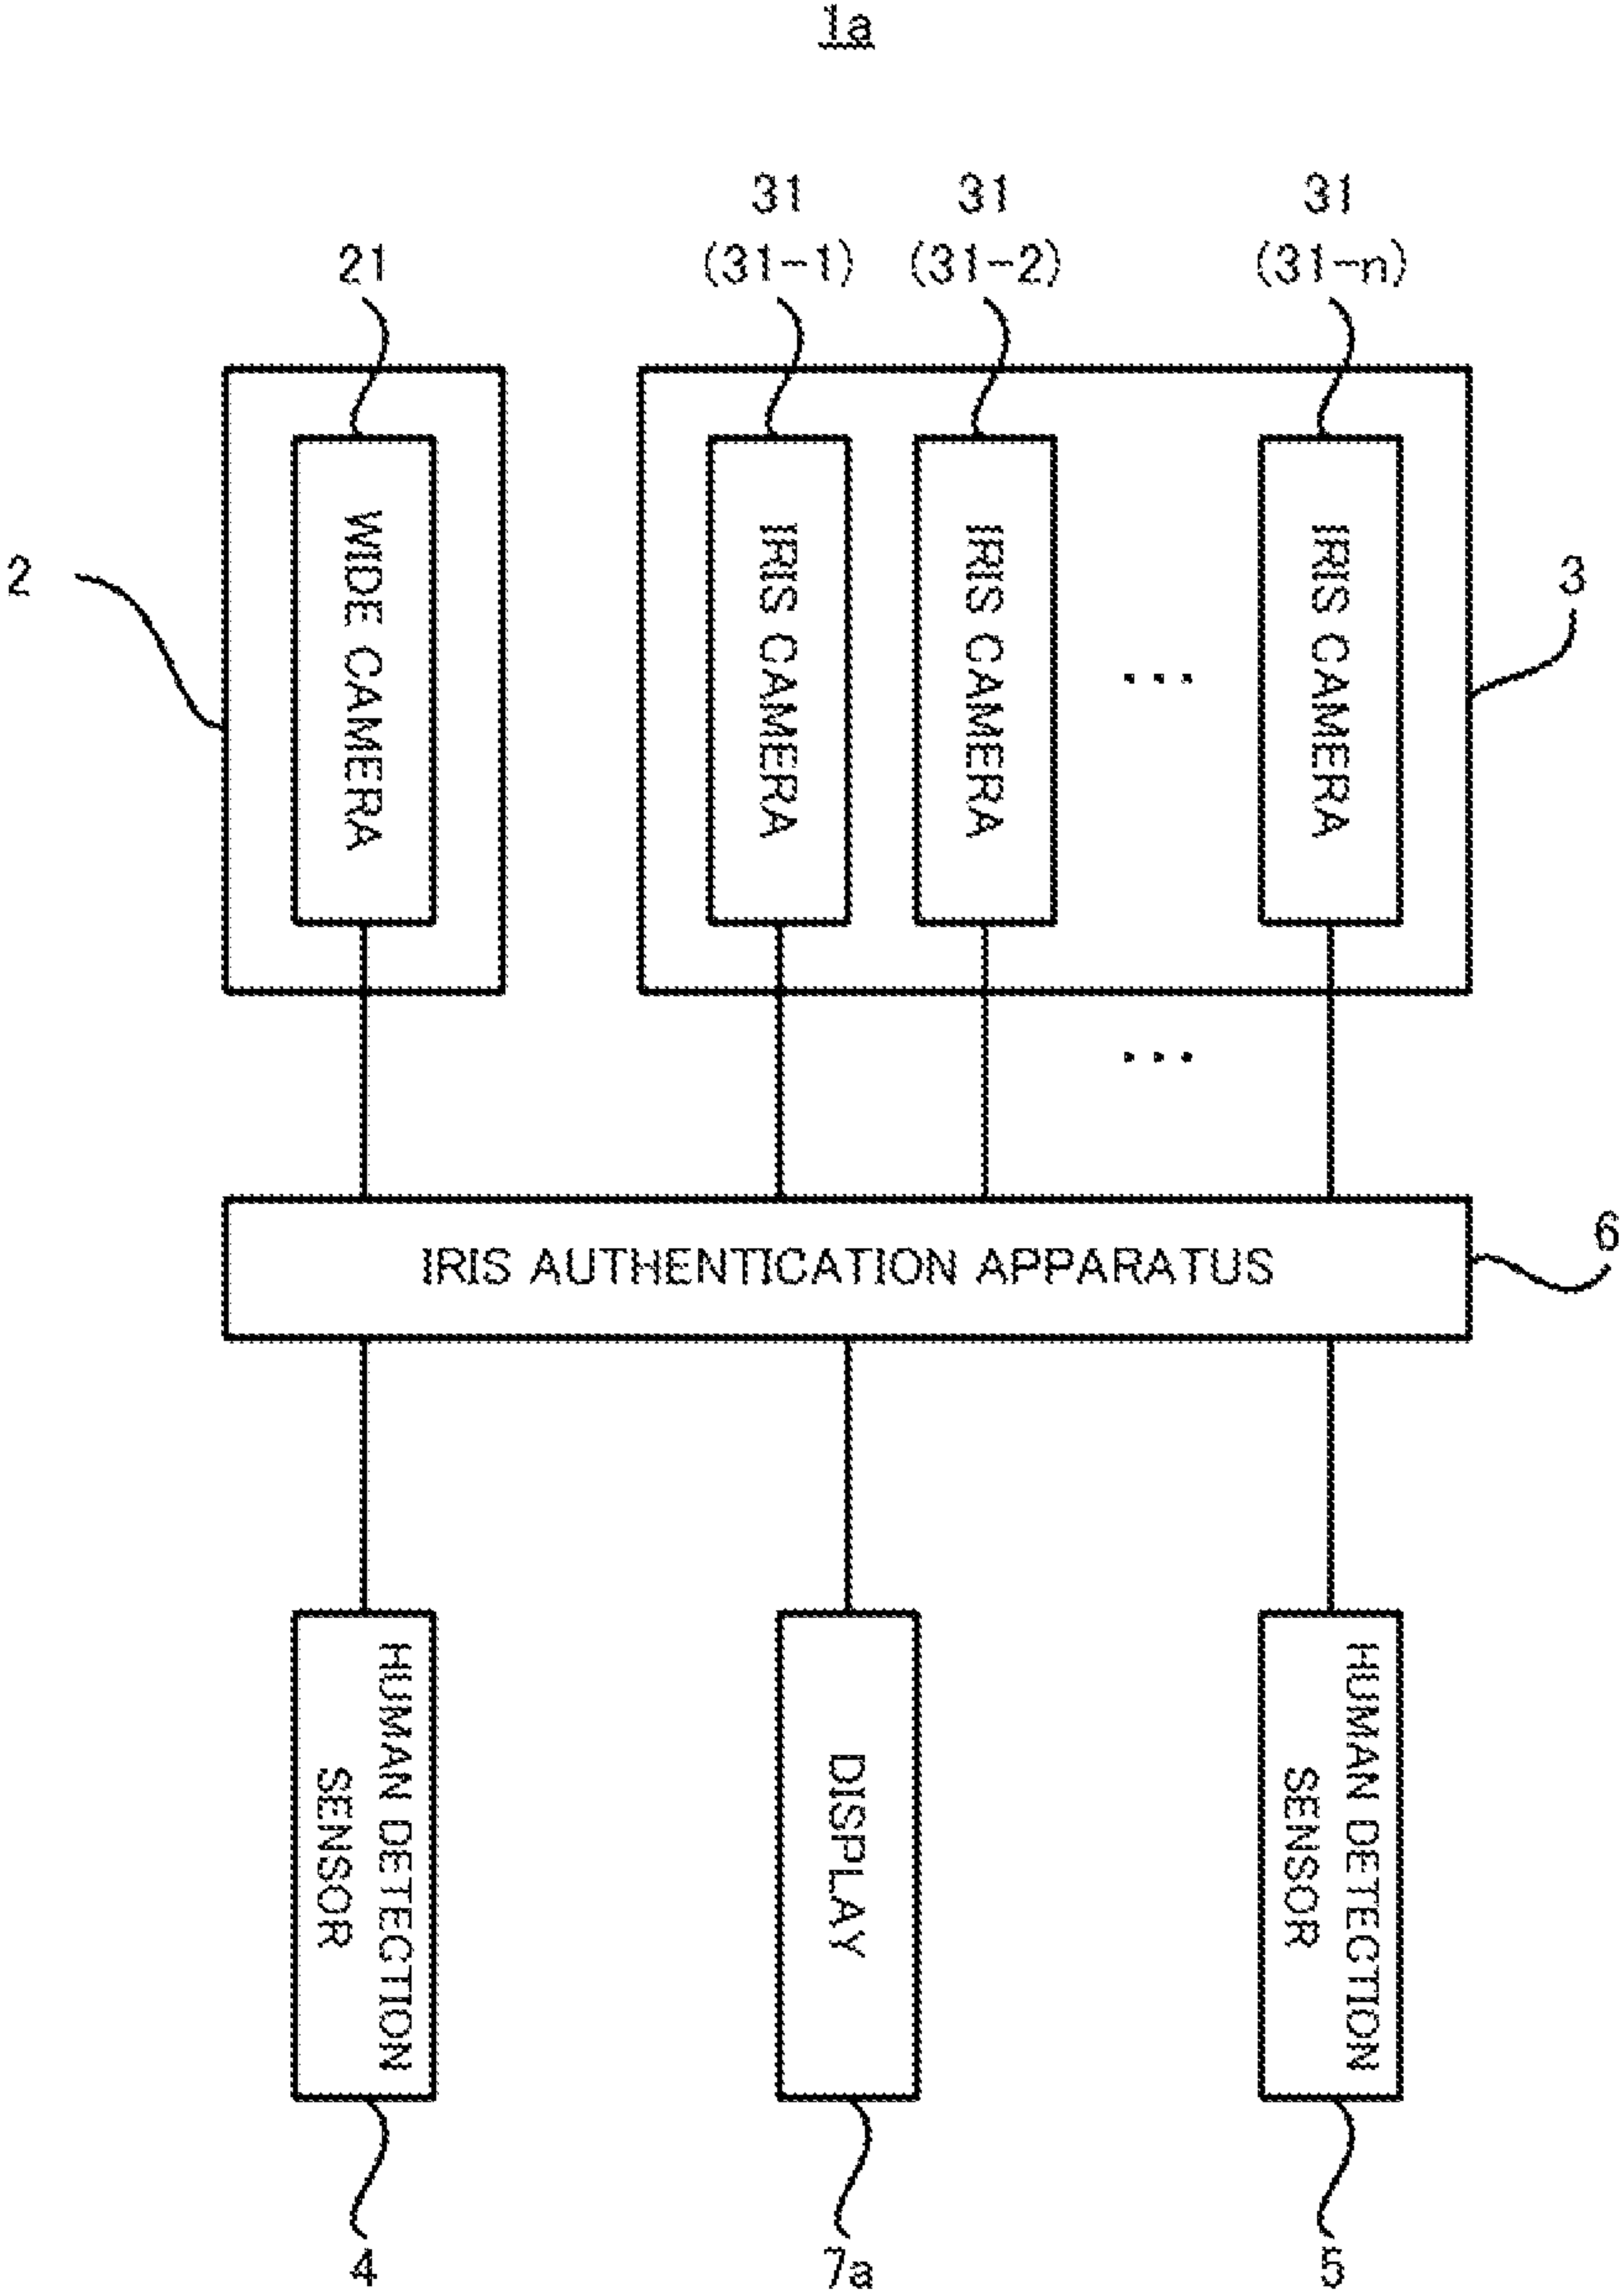 1a
21
31
(31-1)
31
(31-2)
31
(31-n)
2
WIDE CAMERA
IRIS CAMERA
IRIS CAMERA
...
IRIS CAMERA
3
...
IRIS AUTHENTICATION APPARATUS
6
HUMAN DETECTION
SENSOR
DISPLAY
HUMAN DETECTION
SENSOR
4
7a
5